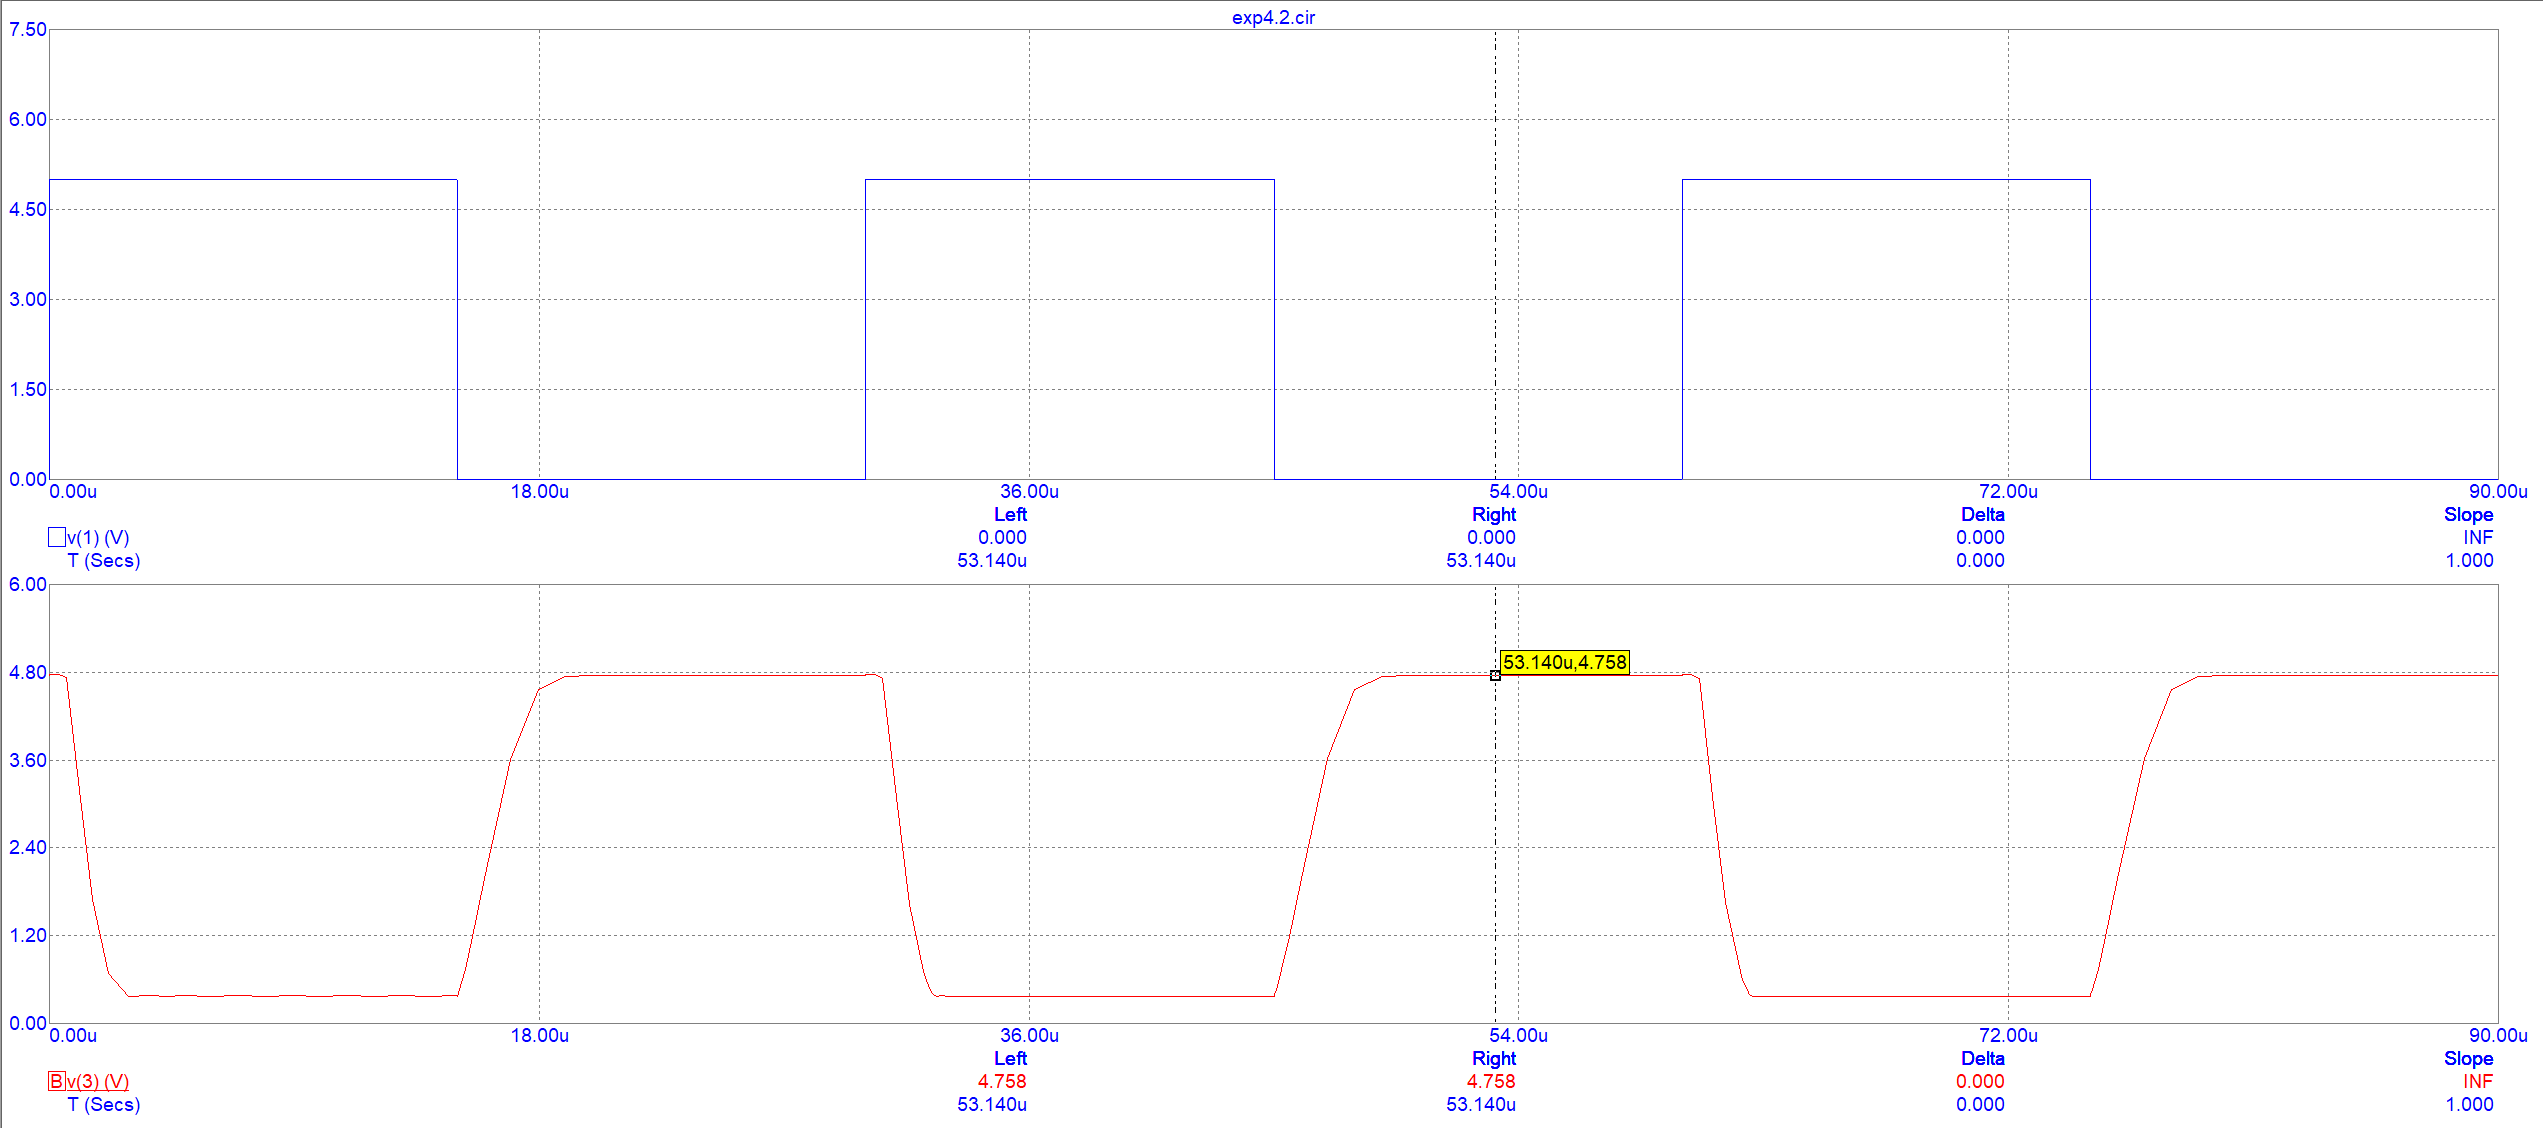 exp4.2.cir
7.50
6.00
4.50
3.00
1.50
0.00
0.00u 18.00u 36.00u 54.00u 72.00u 90.00u
Left Right Delta Slope
v(1) (V) 0.000 0.000 0.000 INF
T (Secs) 53.140u 53.140u 0.000 1.000
6.00
53.140u,4.758
4.80
3.60
2.40
1.20
0.00
0.00u 18.00u 36.00u 54.00u 72.00u 90.00u
Left Right Delta Slope
B v(3) (V) 4.758 4.758 0.000 INF
T (Secs) 53.140u 53.140u 0.000 1.000